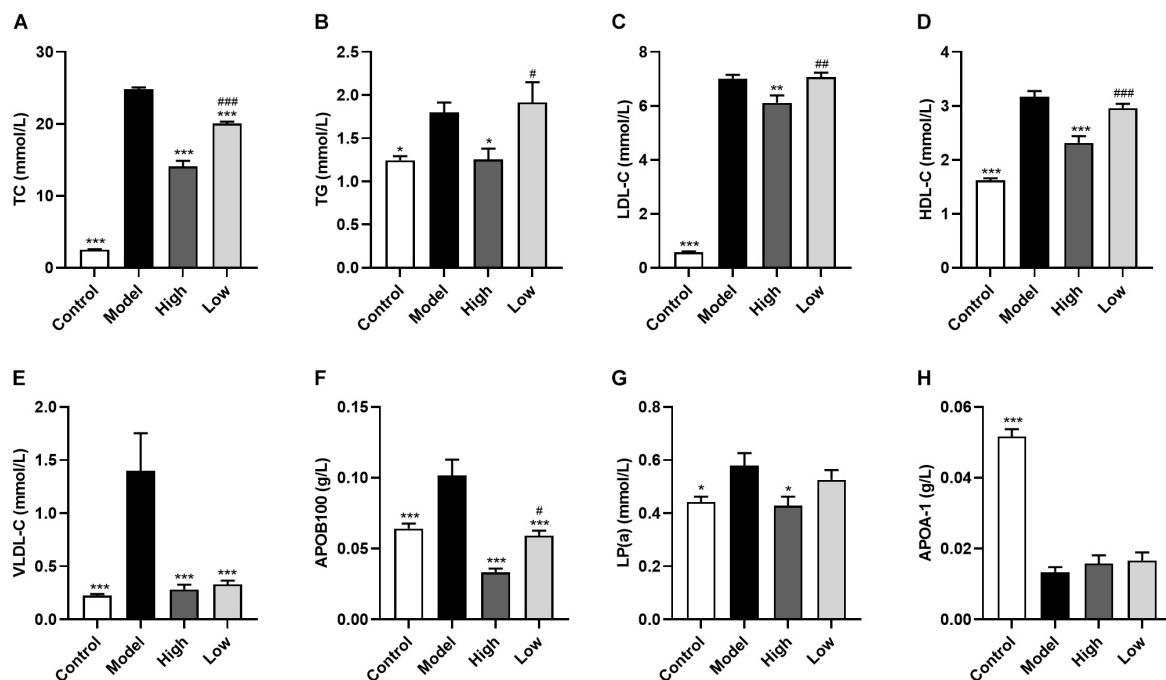 A
TC (mmol/L)
30
20
10
0
***
***
###
***
Control
Model
High
Low
B
TG (mmol/L)
2.5
2.0
1.5
1.0
0.5
0.0
*
*
#
Control
Model
High
Low
C
LDL-C (mmol/L)
8
6
4
2
0
***
**
##
Control
Model
High
Low
D
HDL-C (mmol/L)
4
3
2
1
0
***
***
###
Control
Model
High
Low
E
VLDL-C (mmol/L)
2.0
1.5
1.0
0.5
0.0
***
***
***
Control
Model
High
Low
F
APOB100 (g/L)
0.15
0.10
0.05
0.00
***
***
#
***
Control
Model
High
Low
G
LP(a) (mmol/L)
0.8
0.6
0.4
0.2
0.0
*
*
Control
Model
High
Low
H
APOA-1 (g/L)
0.06
0.04
0.02
0.00
***
Control
Model
High
Low